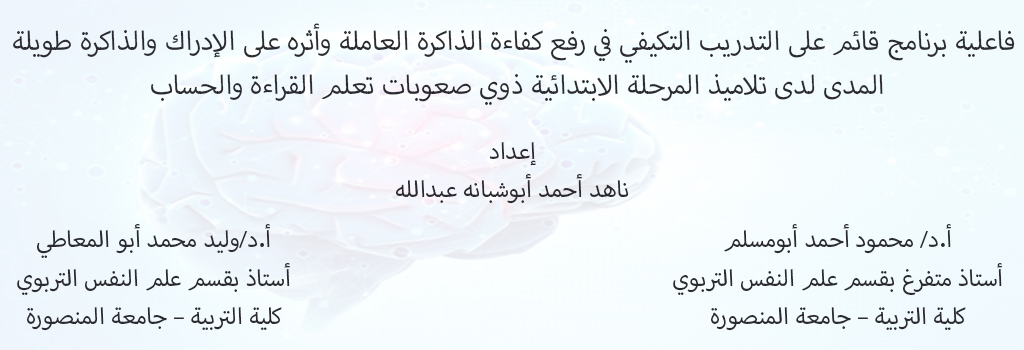 فاعلية برنامج قائم على التدريب التكيفي في رفع كفاءة الذاكرة العاملة وأثره على الإدراك والذاكرة طويلة
المدى لدى تلاميذ المرحلة الابتدائية ذوي صعوبات تعلم القراءة والحساب
إعداد
ناهد أحمد أبوشبانه عبدالله
أ.د/ محمود أحمد أبومسلم
أستاذ متفرغ بقسم علم النفس التربوي
كلية التربية – جامعة المنصورة
أ.د/وليد محمد أبو المعاطي
أستاذ بقسم علم النفس التربوي
كلية التربية – جامعة المنصورة